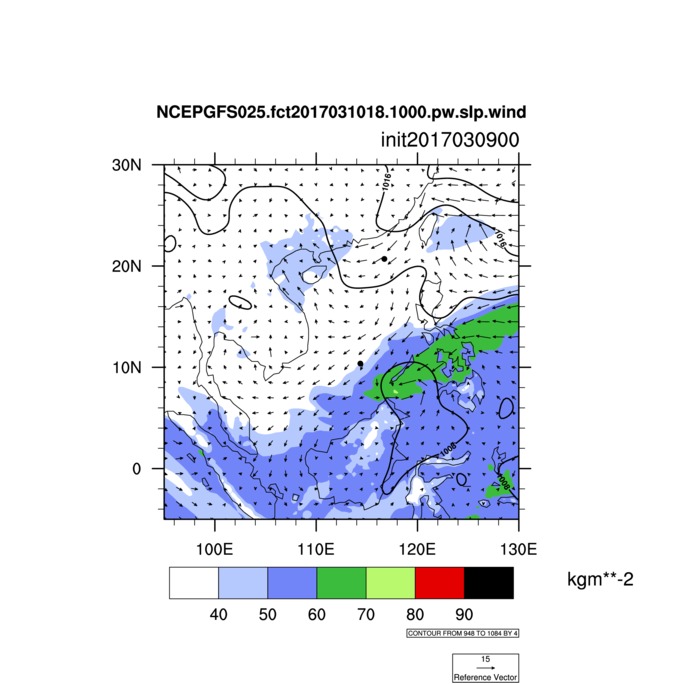 NCEPGFS025.fct2017031018.1000.pw.slp.wind
init2017030900
30N
20N
10N
0
1016
1016
1008
1008
100E 110E 120E 130E
kgm**-2
40 50 60 70 80 90
CONTOUR FROM 948 TO 1084 BY 4
15
Reference Vector